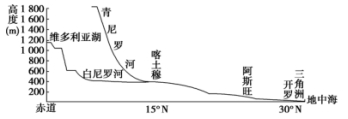 高度(m)
1 800
1 600
1 400
1 200
1 000
800
600
400
200
0
维多利亚湖
青尼罗河
白尼罗河
喀土穆
阿斯旺
开罗
三角洲
地中海
赤道
15°N
30°N